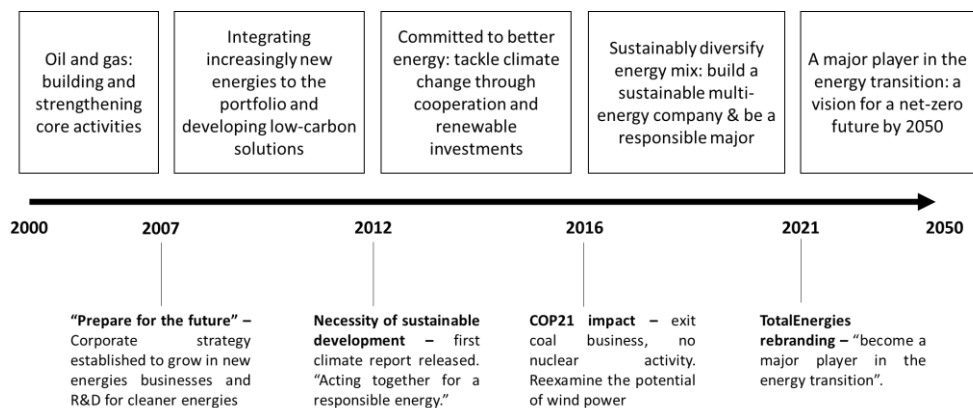 Oil and gas:
building and
strengthening
core activities
Integrating
increasingly new
energies to the
portfolio and
developing low-carbon
solutions
Committed to better
energy: tackle climate
change through
cooperation and
renewable
investments
Sustainably diversify
energy mix: build a
sustainable multi-
energy company & be a
responsible major
A major player in the
energy transition: a
vision for a net-zero
future by 2050
2000 2007 2012 2016 2021 2050
“Prepare for the future” –
Corporate strategy
established to grow in new
energies businesses and
R&D for cleaner energies
Necessity of sustainable
development – first
climate report released.
“Acting together for a
responsible energy.”
COP21 impact – exit
coal business, no
nuclear activity.
Reexamine the potential
of wind power
TotalEnergies
rebranding – “become a
major player in the
energy transition”.